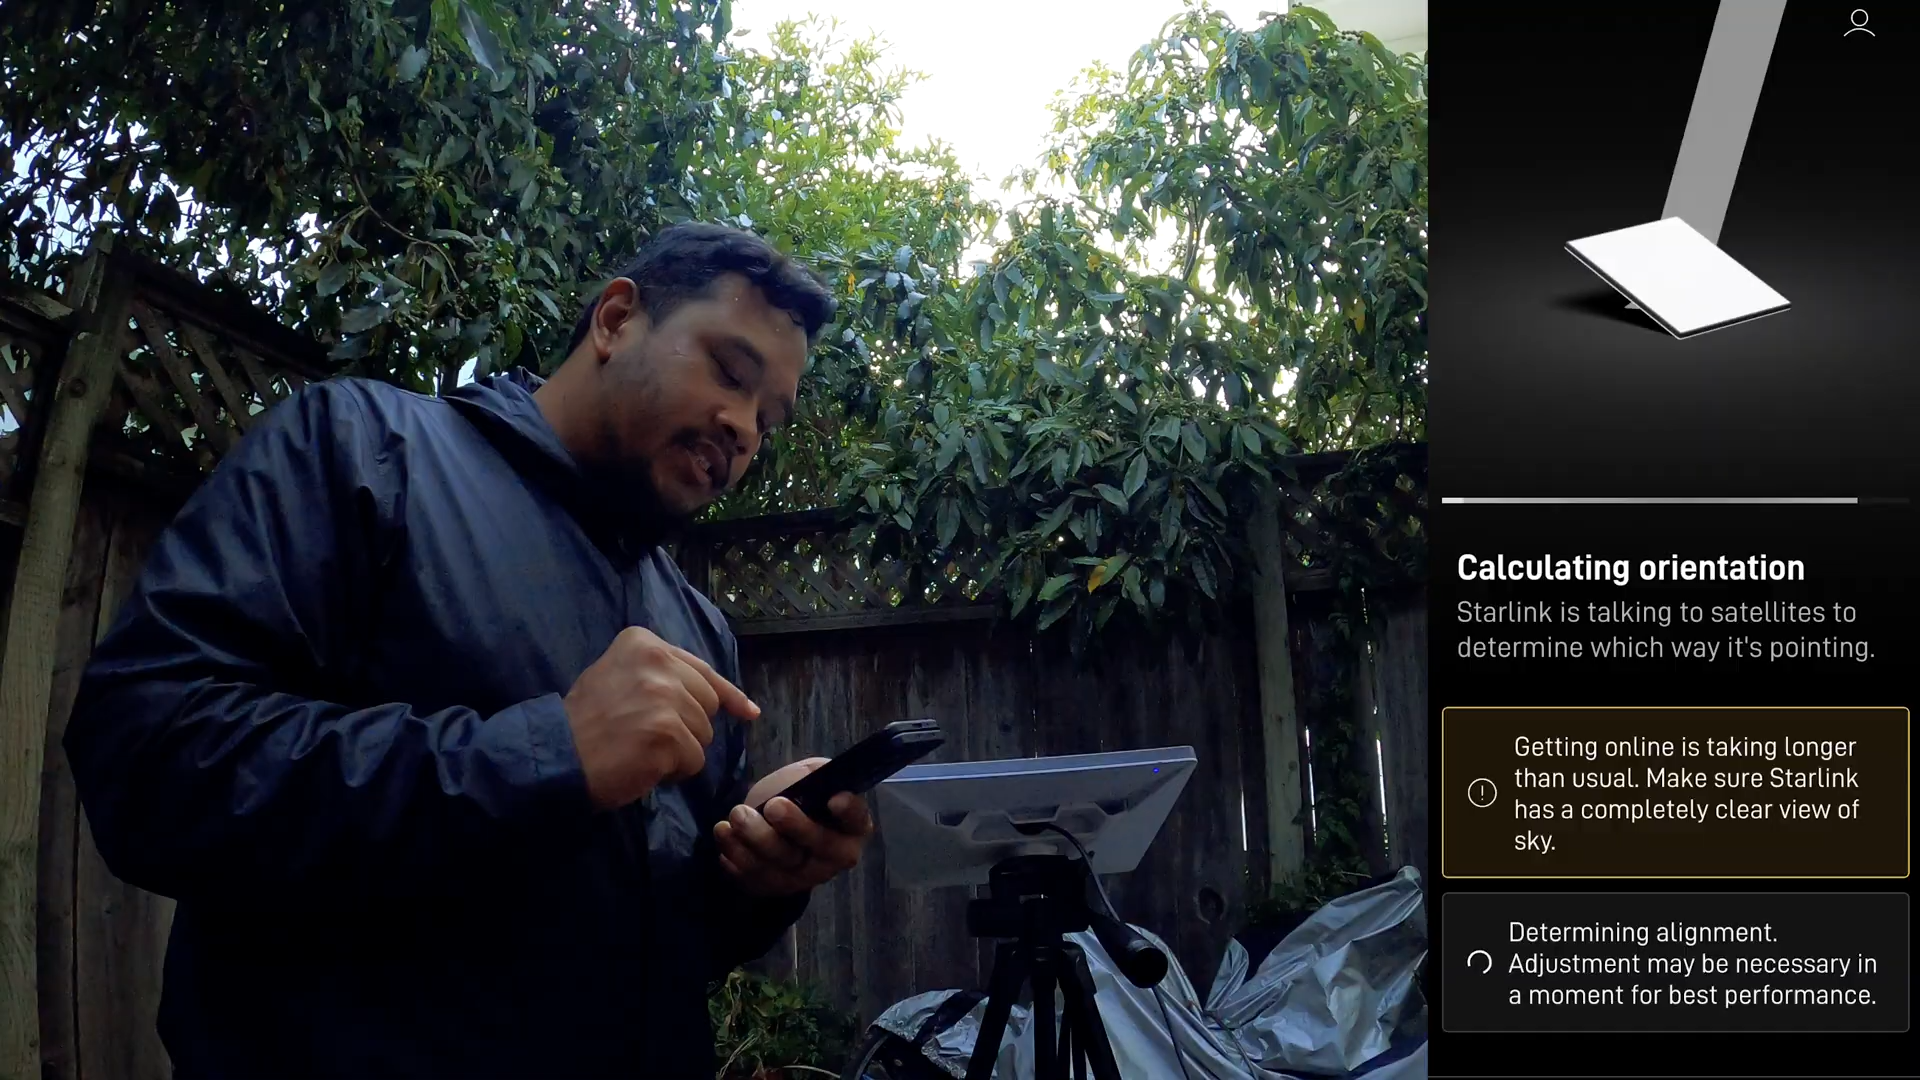 Calculating orientation
Starlink is talking to satellites to
determine which way it's pointing.
Getting online is taking longer
than usual. Make sure Starlink
has a completely clear view of
sky.
Determining alignment.
Adjustment may be necessary in
a moment for best performance.